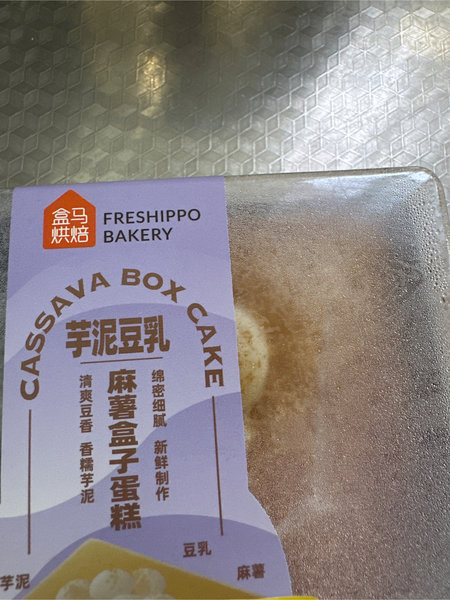 盒马
烘焙
FRESHIPPO
BAKERY
CASSAVA BOX CAKE
芋泥豆乳
麻薯盒子蛋糕
绵密细腻 新鲜制作
清爽豆香 香糯芋泥
豆乳
芋泥
麻薯